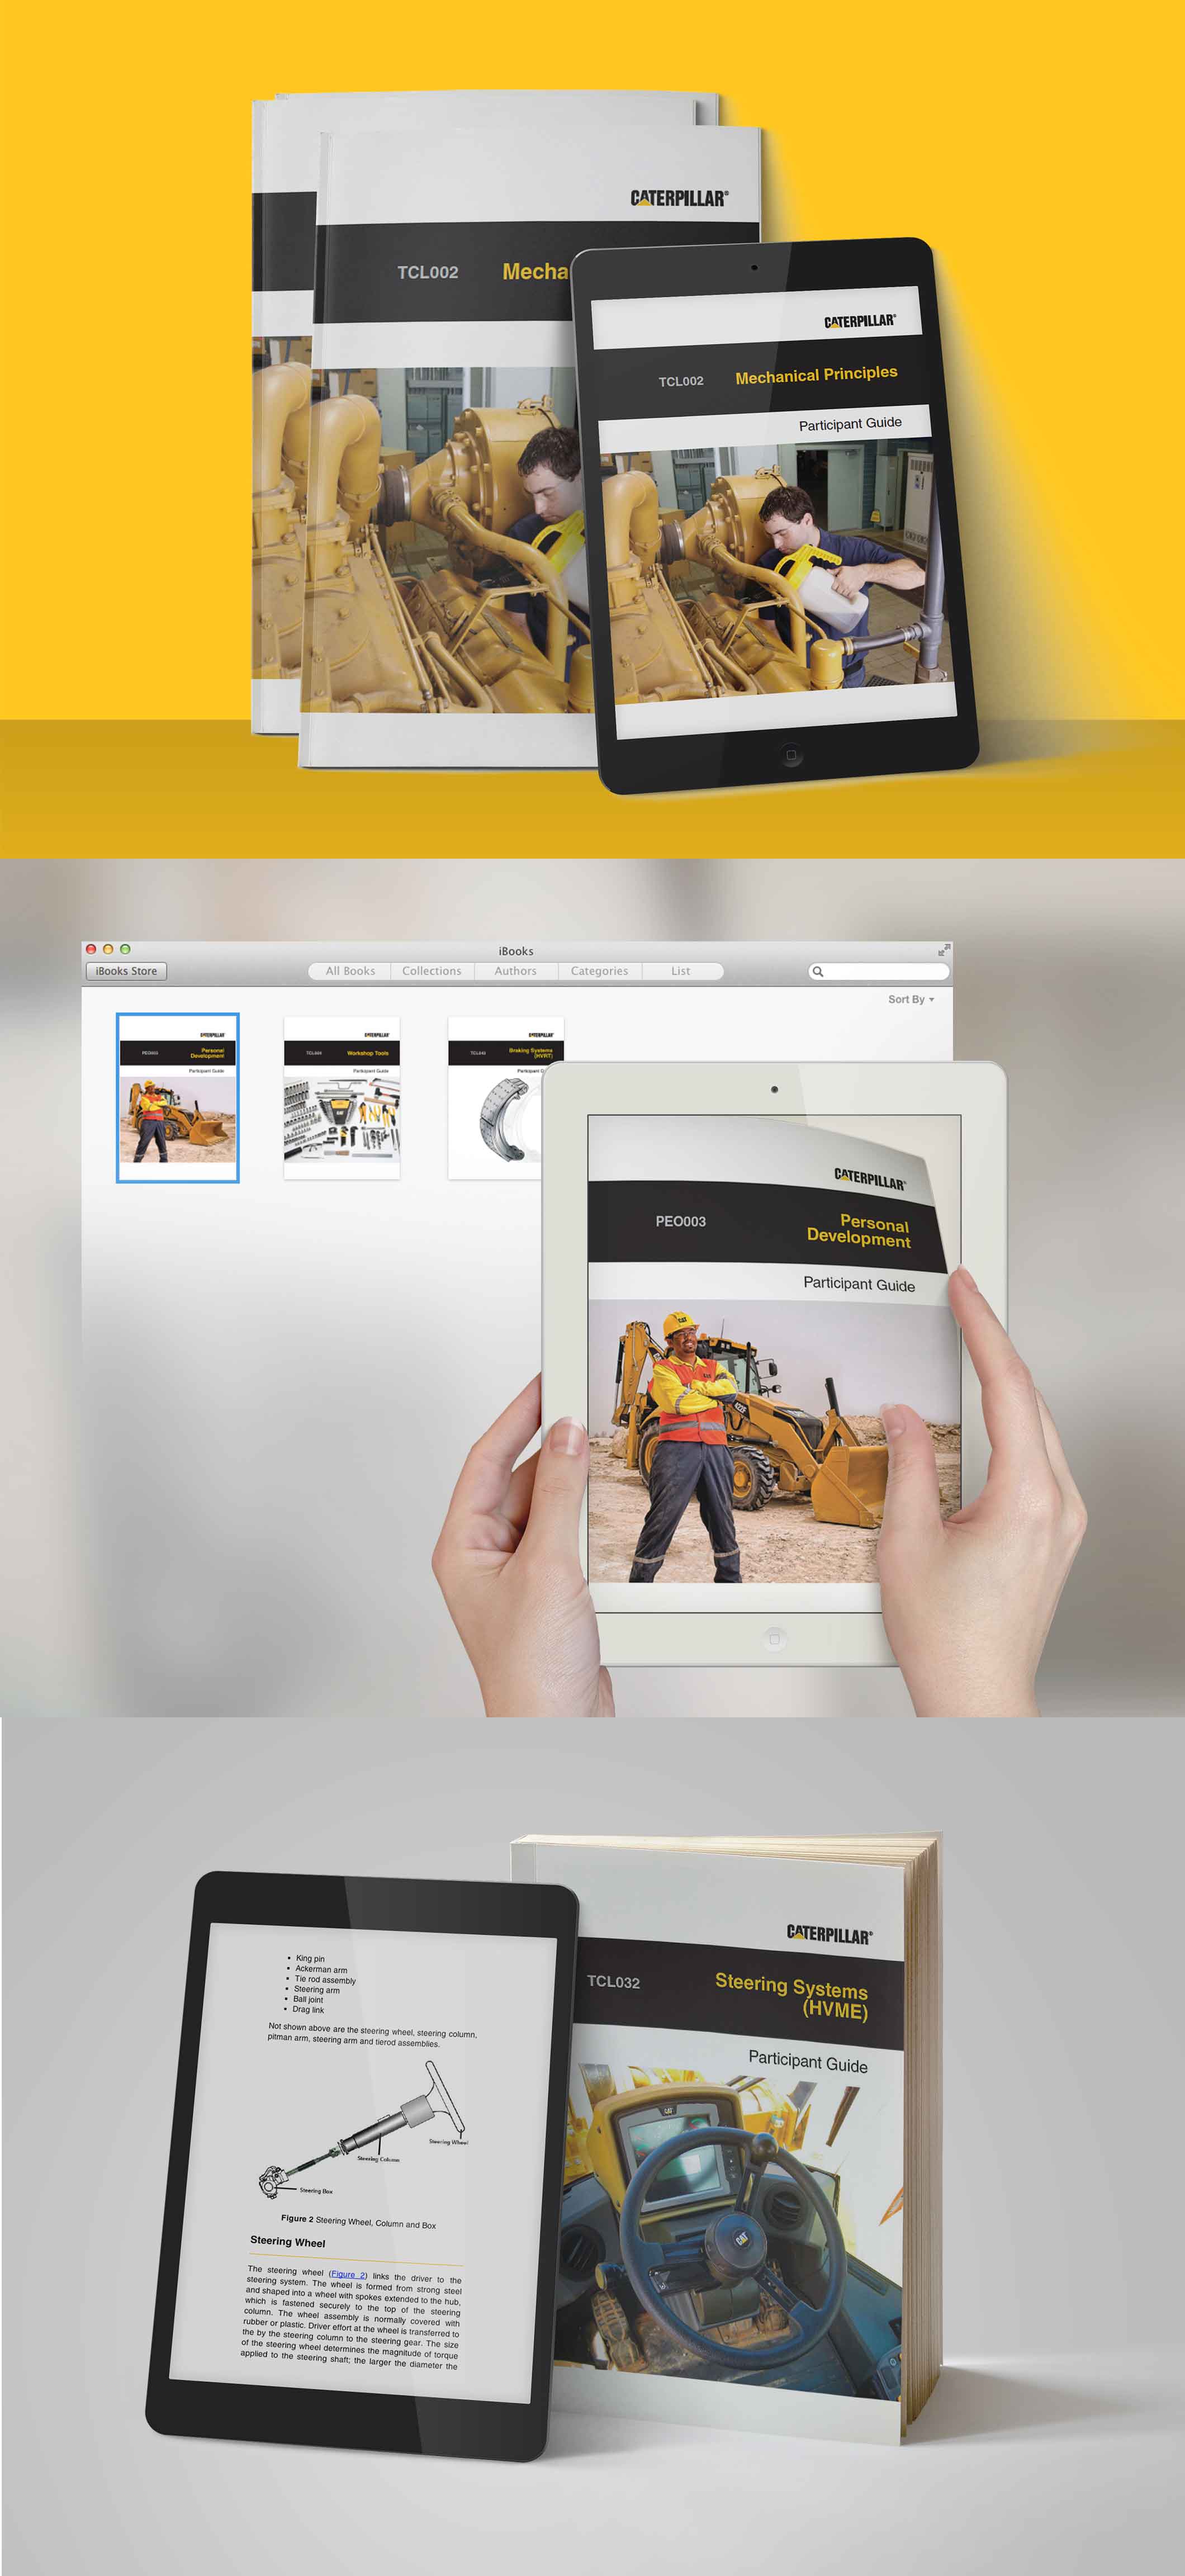 CATERPILLAR®
TCL002 Mecha
CATERPILLAR®
TCL002 Mechanical Principles
Participant Guide
iBooks
iBooks Store All Books Collections Authors Categories List
Sort By
CATERPILLAR
PEO003 Personal
Development
Participant Guide
CATERPILLAR
Workshop Tools
Participant Guide
CATERPILLAR
Braking Systems
(HVRT)
CATERPILLAR®
PEO003 Personal
Development
Participant Guide
CAT
422F
• King pin
• Ackerman arm
• Tie rod assembly
• Steering arm
• Ball joint
• Drag link
Not shown above are the steering wheel, steering column,
pitman arm, steering arm and tierod assemblies.
Steering Wheel
Steering Column
Steering Box
Figure 2 Steering Wheel, Column and Box
Steering Wheel
The steering wheel (Figure 2) links the driver to the
steering system. The wheel is formed from strong steel
and shaped into a wheel with spokes extended to the hub,
which is fastened securely to the top of the steering
column. The wheel assembly is normally covered with
rubber or plastic. Driver effort at the wheel is transferred to
the by the steering column to the steering gear. The size
of the steering wheel determines the magnitude of torque
applied to the steering shaft; the larger the diameter the
CATERPILLAR®
TCL032 Steering Systems
(HVME)
Participant Guide
CAT
CAT